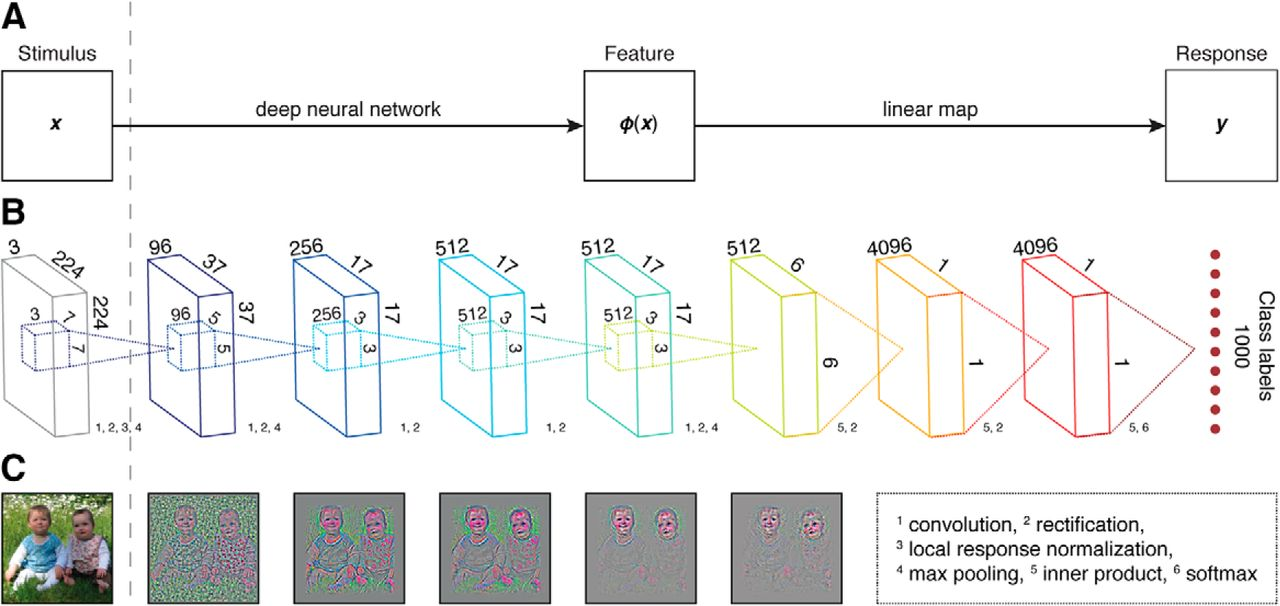 A
Stimulus
Feature
Response
x
deep neural network
ϕ(x)
linear map
y
B
3
224
224
3
7
7
1, 2, 3, 4
96
37
37
96
5
5
1, 2, 4
256
17
17
256
3
3
1, 2
512
17
17
512
3
3
1, 2
512
17
17
512
3
3
1, 2, 4
512
6
6
5, 2
4096
1
1
5, 2
4096
1
1
5, 6
Class labels
1000
C
¹ convolution, ² rectification,
³ local response normalization,
⁴ max pooling, ⁵ inner product, ⁶ softmax